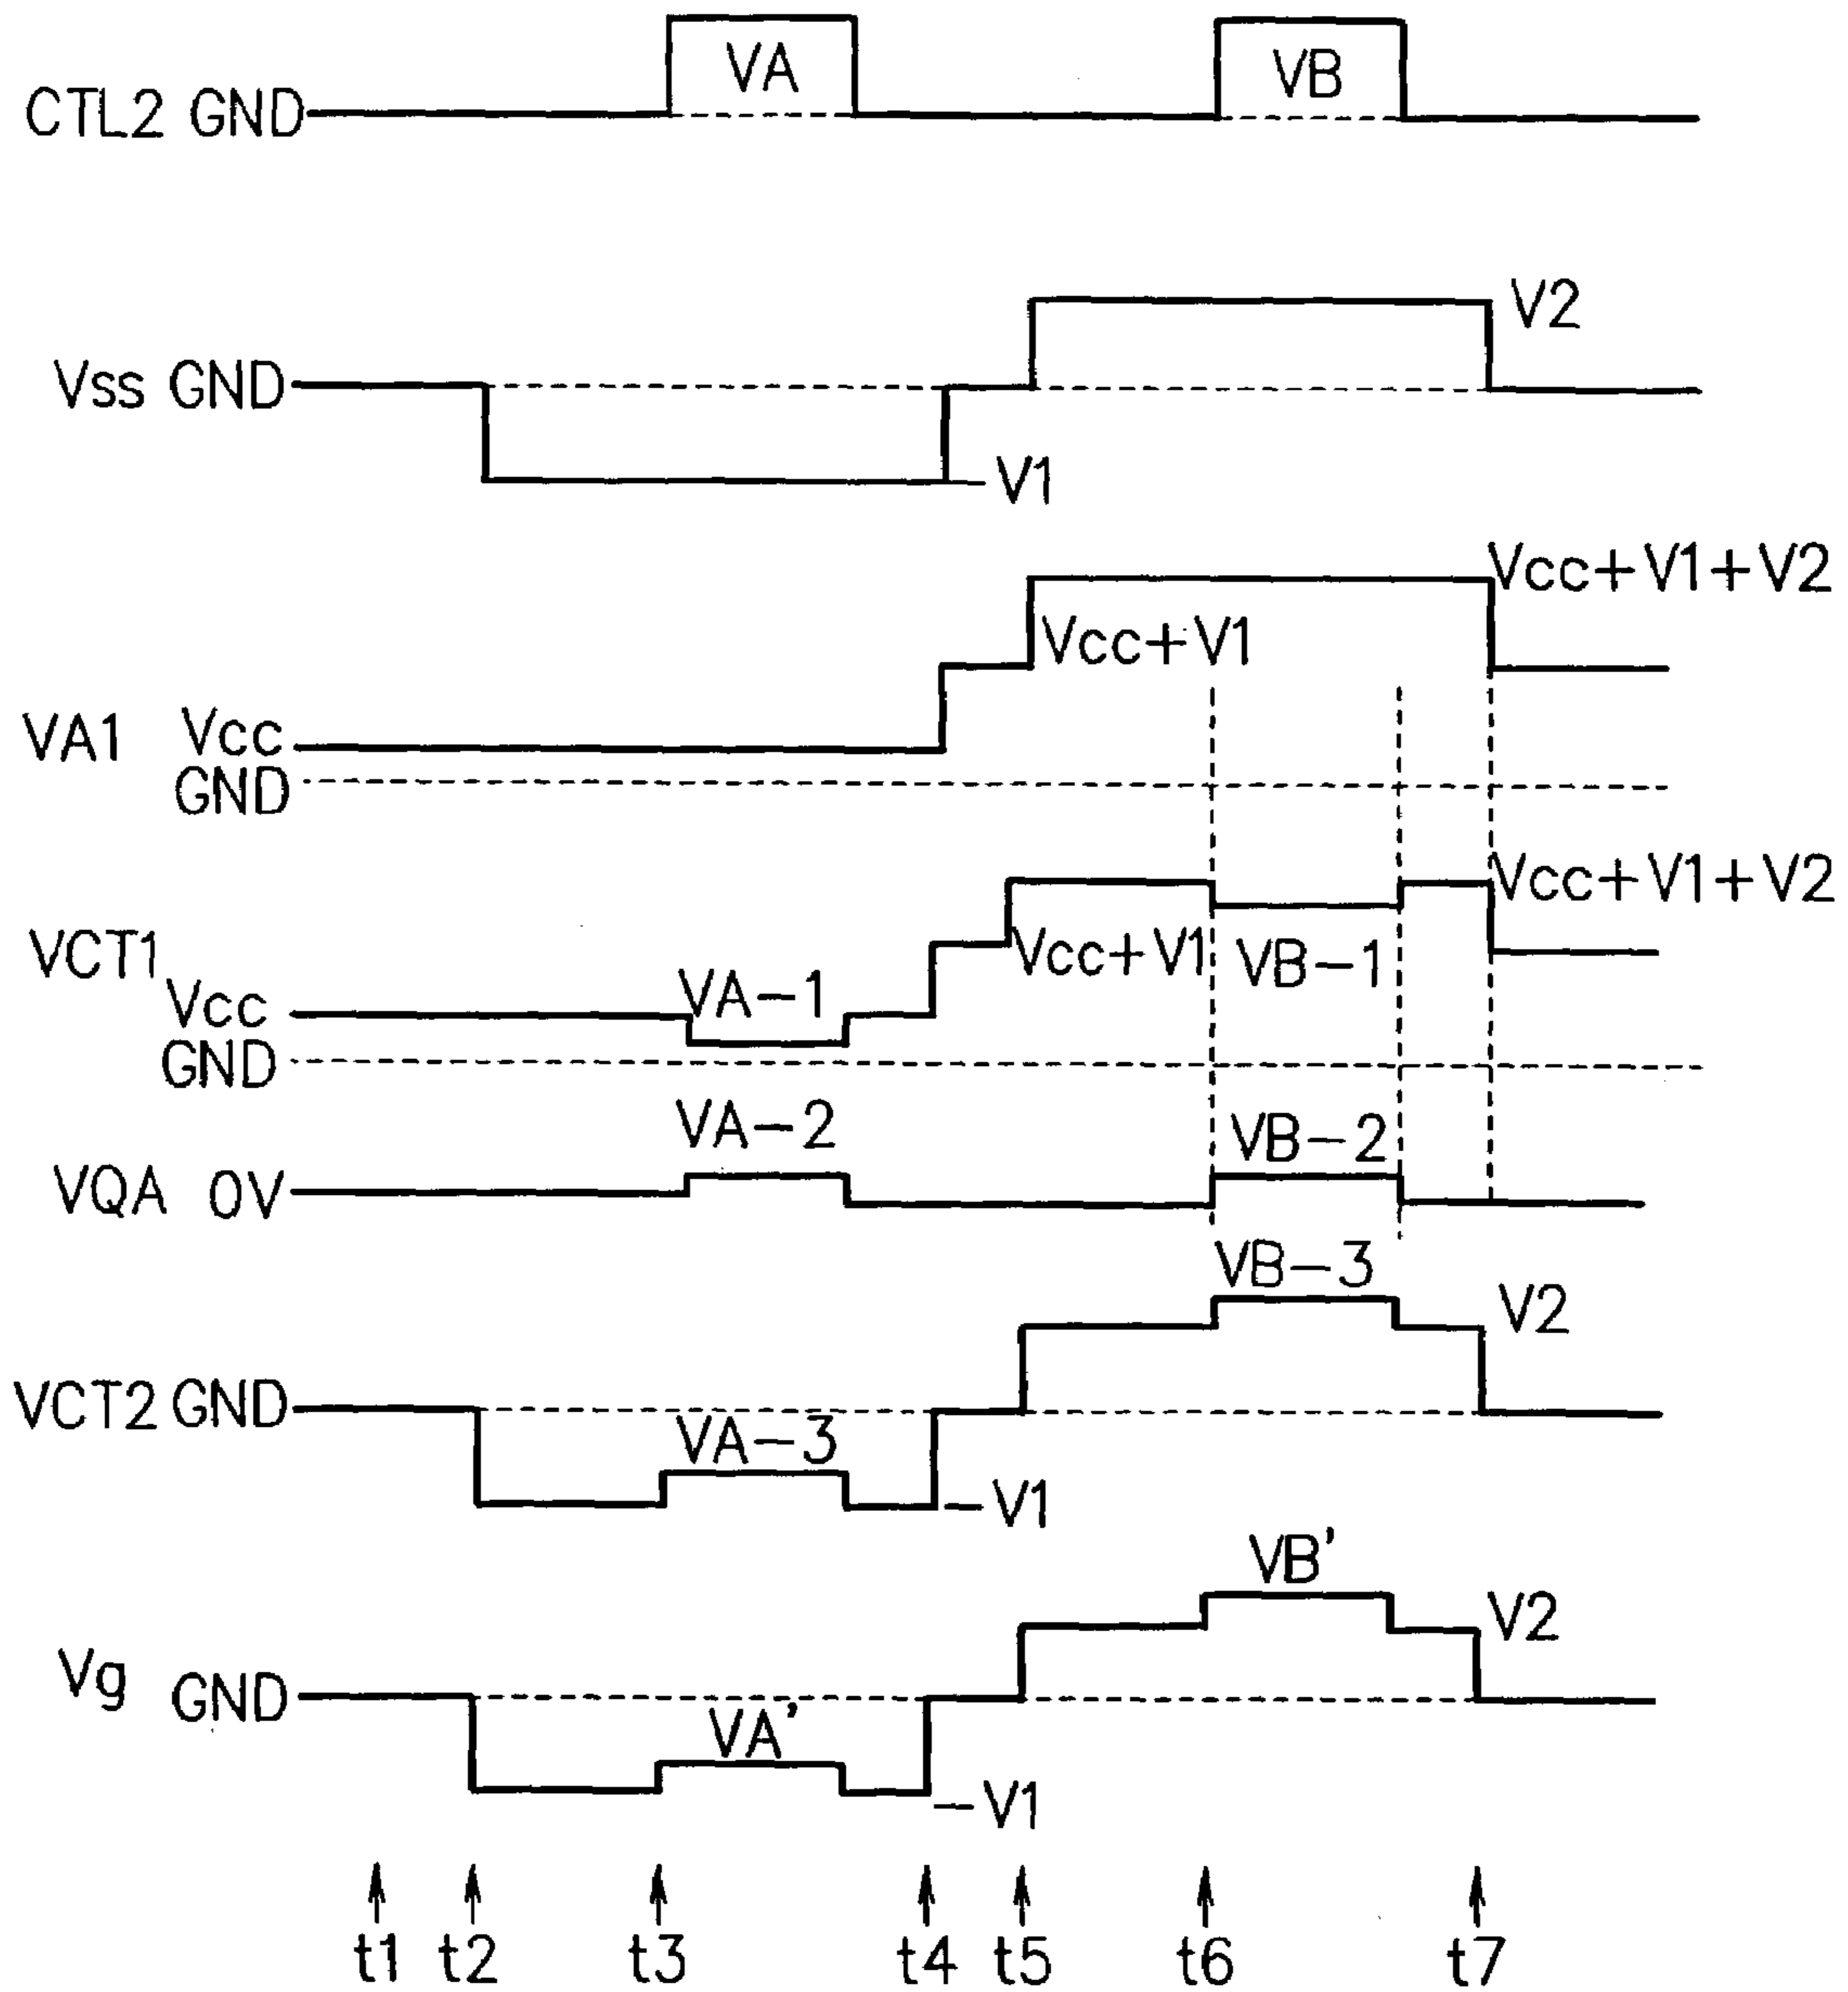 CTL2 GND VA VB
V2
Vss GND
-V1
Vcc+V1+V2
Vcc+V1
VA1 Vcc
GND
Vcc+V1+V2
VCT1 Vcc+V1 VB-1
VA-1
Vcc
GND
VA-2 VB-2
VQA 0V
VB-3
V2
VCT2 GND
VA-3
-V1
VB'
V2
Vg GND
VA'
-V1
t1 t2 t3 t4 t5 t6 t7